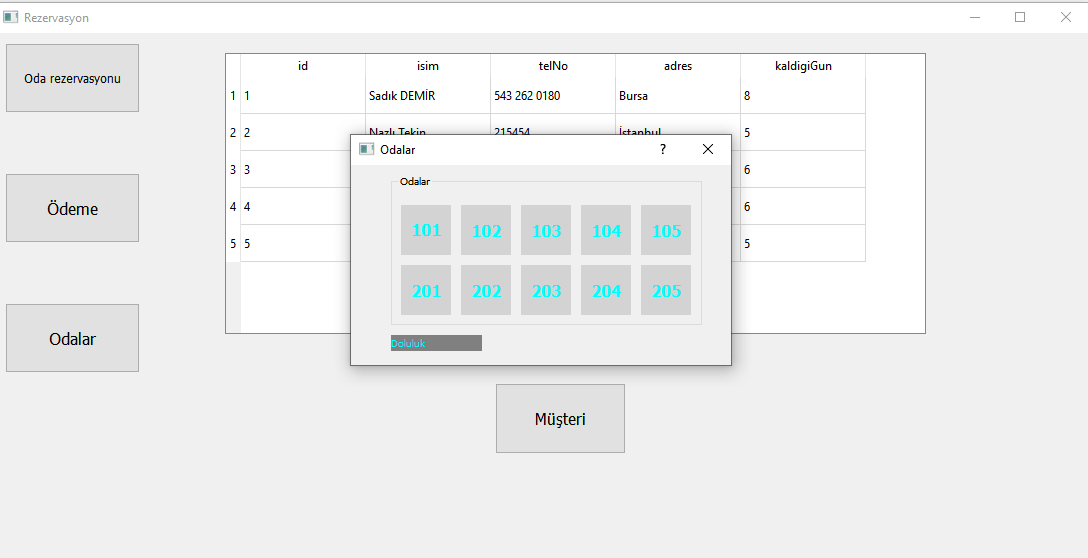 Rezervasyon
Oda rezervasyonu
Ödeme
Odalar
id isim telNo adres kaldigiGun
1 1 Sadık DEMİR 543 262 0180 Bursa 8
2 2 Nazlı Tekin 215454 İstanbul 5
3 3 6
4 4 6
5 5 5
Odalar ?
Odalar
101 102 103 104 105
201 202 203 204 205
Doluluk
Müşteri